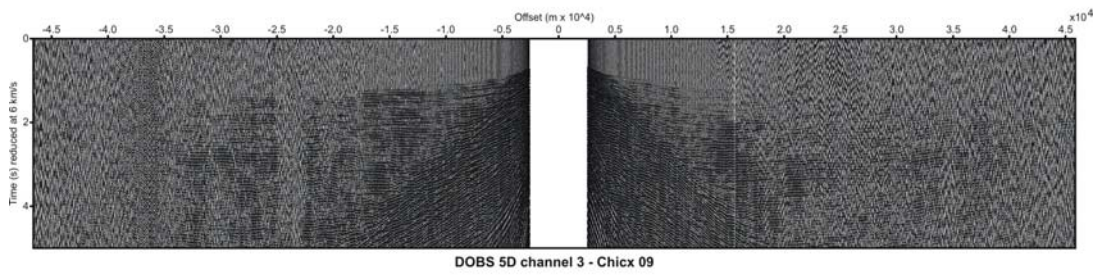 Offset (m x 10^4)
-4.5 -4.0 -3.5 -3.0 -2.5 -2.0 -1.5 -1.0 -0.5 0 0.5 1.0 1.5 2.0 2.5 3.0 3.5 4.0 4.5 x10⁴
Time (s) reduced at 6 km/s
0
2
4
DOBS 5D channel 3 - Chicx 09